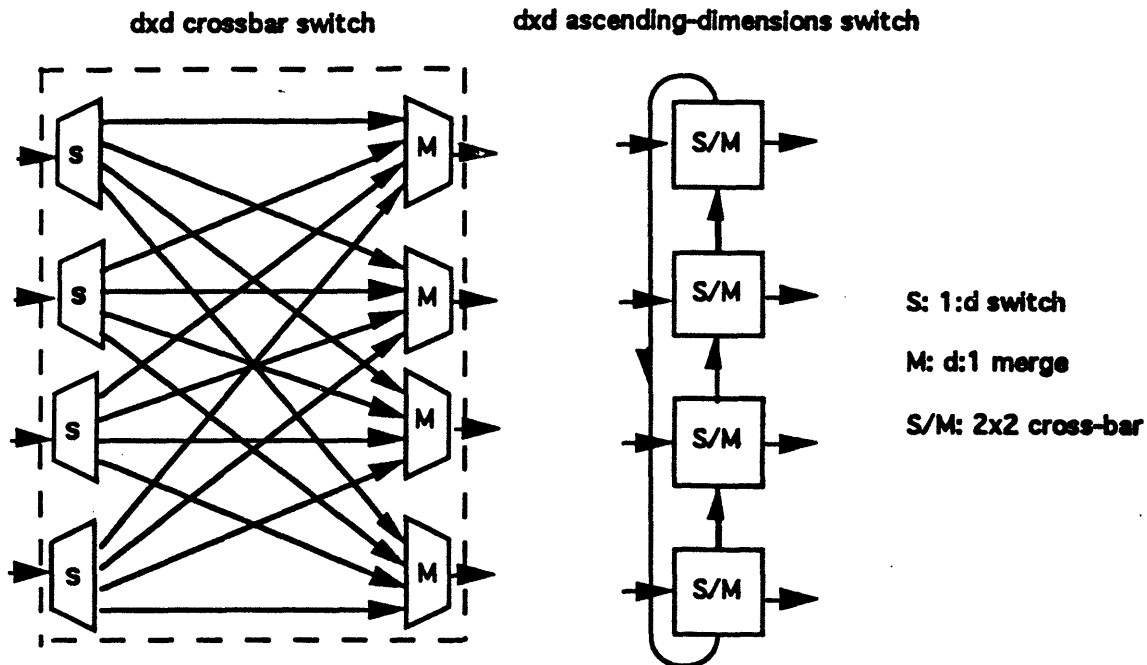 dxd crossbar switch
dxd ascending-dimensions switch
S
M
S
M
S
M
S
M
S/M
S/M
S/M
S/M
S: 1:d switch
M: d:1 merge
S/M: 2x2 cross-bar